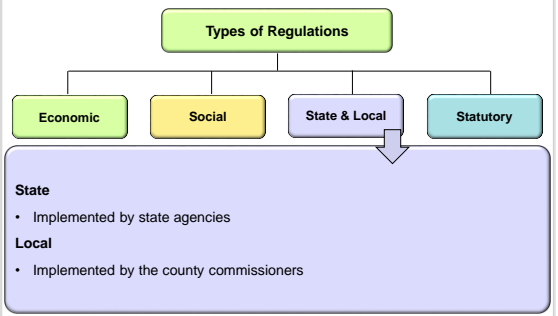 Types of Regulations
Economic
Social
State & Local
Statutory
State
• Implemented by state agencies
Local
• Implemented by the county commissioners